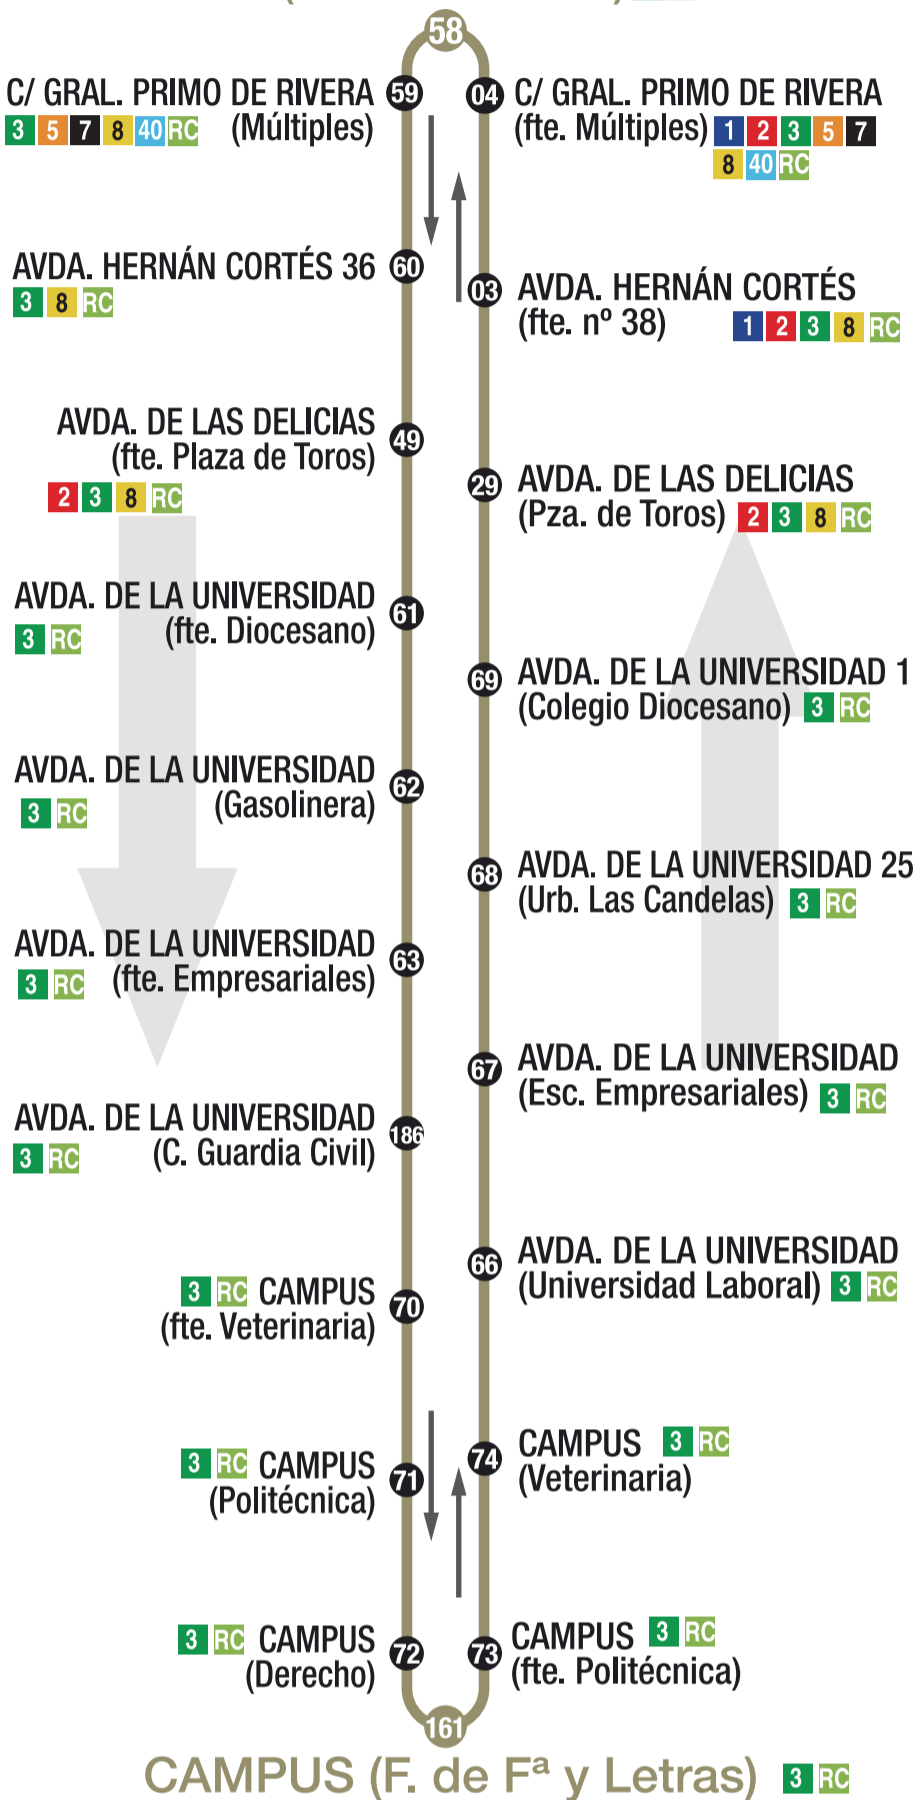 58
C/ GRAL. PRIMO DE RIVERA 59
3 5 7 8 40 RC (Múltiples)
04 C/ GRAL. PRIMO DE RIVERA
(fte. Múltiples) 1 2 3 5 7
8 40 RC
AVDA. HERNÁN CORTÉS 36 60
3 8 RC
03 AVDA. HERNÁN CORTÉS
(fte. nº 38) 1 2 3 8 RC
AVDA. DE LAS DELICIAS 49
(fte. Plaza de Toros)
2 3 8 RC
29 AVDA. DE LAS DELICIAS
(Pza. de Toros) 2 3 8 RC
AVDA. DE LA UNIVERSIDAD 61
3 RC (fte. Diocesano)
69 AVDA. DE LA UNIVERSIDAD 1
(Colegio Diocesano) 3 RC
AVDA. DE LA UNIVERSIDAD 62
3 RC (Gasolinera)
68 AVDA. DE LA UNIVERSIDAD 25
(Urb. Las Candelas) 3 RC
AVDA. DE LA UNIVERSIDAD 63
3 RC (fte. Empresariales)
67 AVDA. DE LA UNIVERSIDAD
(Esc. Empresariales) 3 RC
AVDA. DE LA UNIVERSIDAD 186
3 RC (C. Guardia Civil)
66 AVDA. DE LA UNIVERSIDAD
(Universidad Laboral) 3 RC
3 RC CAMPUS 70
(fte. Veterinaria)
74 CAMPUS 3 RC
(Veterinaria)
3 RC CAMPUS 71
(Politécnica)
3 RC CAMPUS 72
(Derecho)
73 CAMPUS 3 RC
(fte. Politécnica)
161
CAMPUS (F. de Fª y Letras) 3 RC